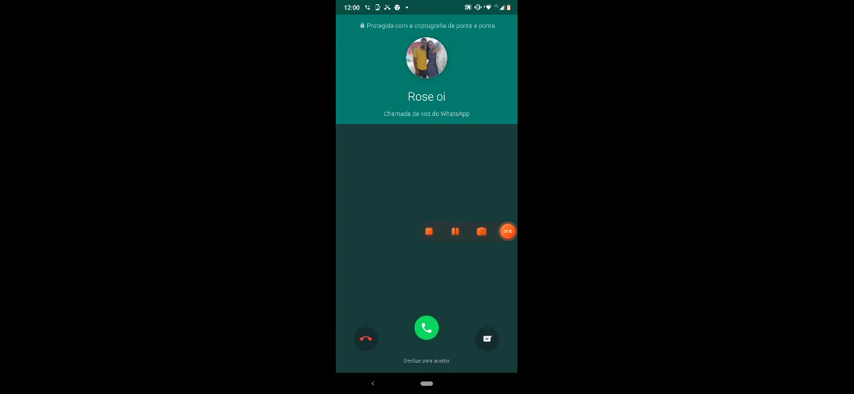 12:00
Protegida com a criptografia de ponta a ponta
Rose oi
Chamada de voz do WhatsApp
Deslize para aceitar